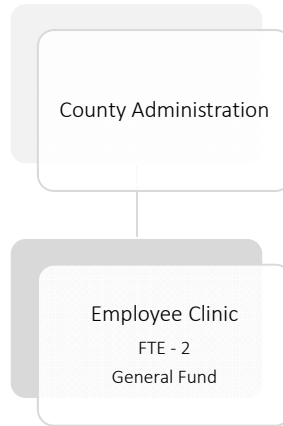 County Administration
Employee Clinic
FTE - 2
General Fund